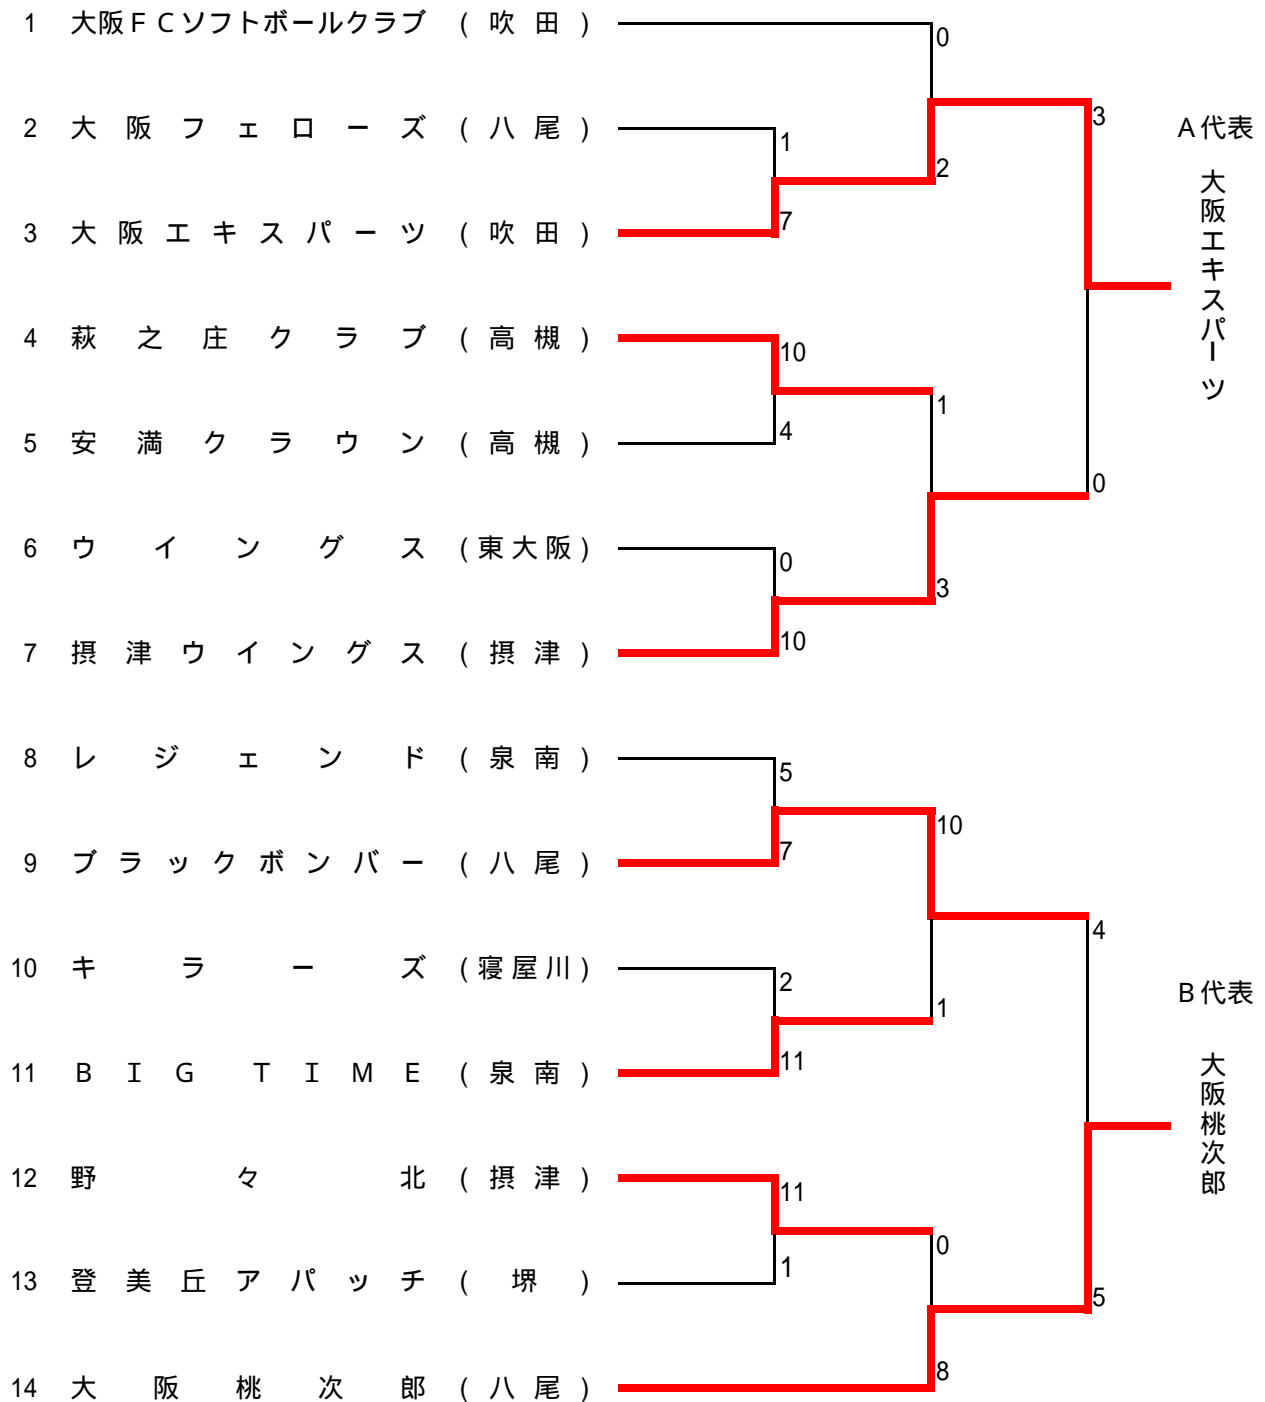 1 大阪ＦＣソフトボールクラブ (吹田)
0
3
A代表
2 大阪フェローズ (八尾)
1
2
大阪エキスパーツ
3 大阪エキスパーツ (吹田)
7
4 萩之庄クラブ (高槻)
10
1
5 安満クラウン (高槻)
4
0
6 ウイングス (東大阪)
0
3
7 摂津ウイングス (摂津)
10
8 レジェンド (泉南)
5
10
9 ブラックボンバー (八尾)
7
4
10 キラーズ (寝屋川)
2
1
B代表
11 ＢＩＧ ＴＩＭＥ (泉南)
11
大阪桃次郎
12 野々北 (摂津)
11
0
13 登美丘アパッチ (堺)
1
5
14 大阪桃次郎 (八尾)
8